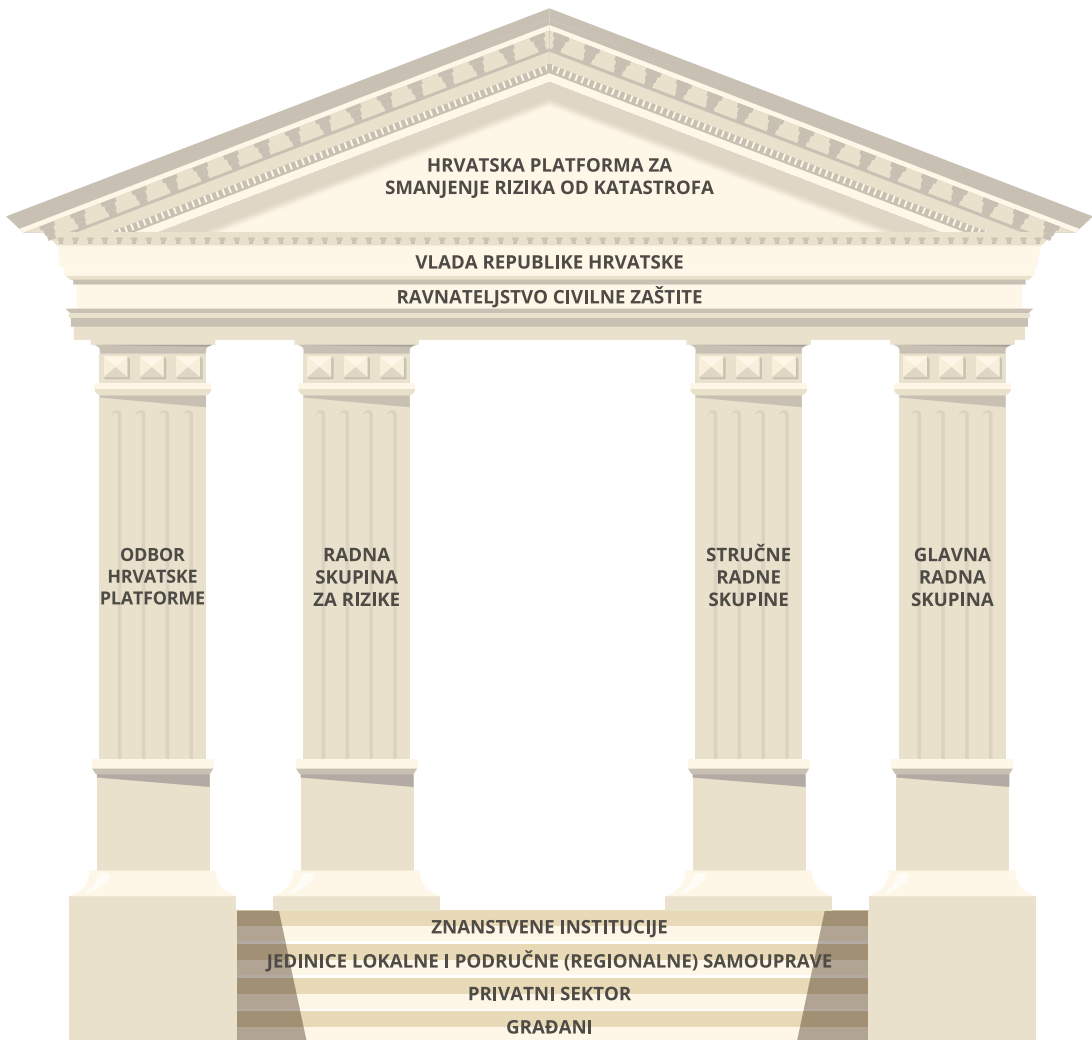 HRVATSKA PLATFORMA ZA
SMANJENJE RIZIKA OD KATASTROFA
VLADA REPUBLIKE HRVATSKE
RAVNATELJSTVO CIVILNE ZAŠTITE
ODBOR
HRVATSKE
PLATFORME
RADNA
SKUPINA
ZA RIZIKE
STRUČNE
RADNE
SKUPINE
GLAVNA
RADNA
SKUPINA
ZNANSTVENE INSTITUCIJE
JEDINICE LOKALNE I PODRUČNE (REGIONALNE) SAMOUPRAVE
PRIVATNI SEKTOR
GRAĐANI